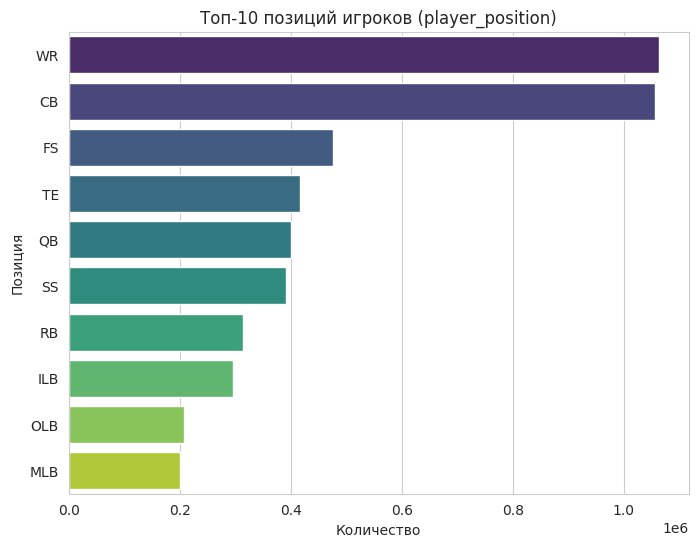 Топ-10 позиций игроков (player_position)
WR
CB
FS
TE
QB
SS
RB
ILB
OLB
MLB
Позиция
0.0 0.2 0.4 0.6 0.8 1.0
1e6
Количество